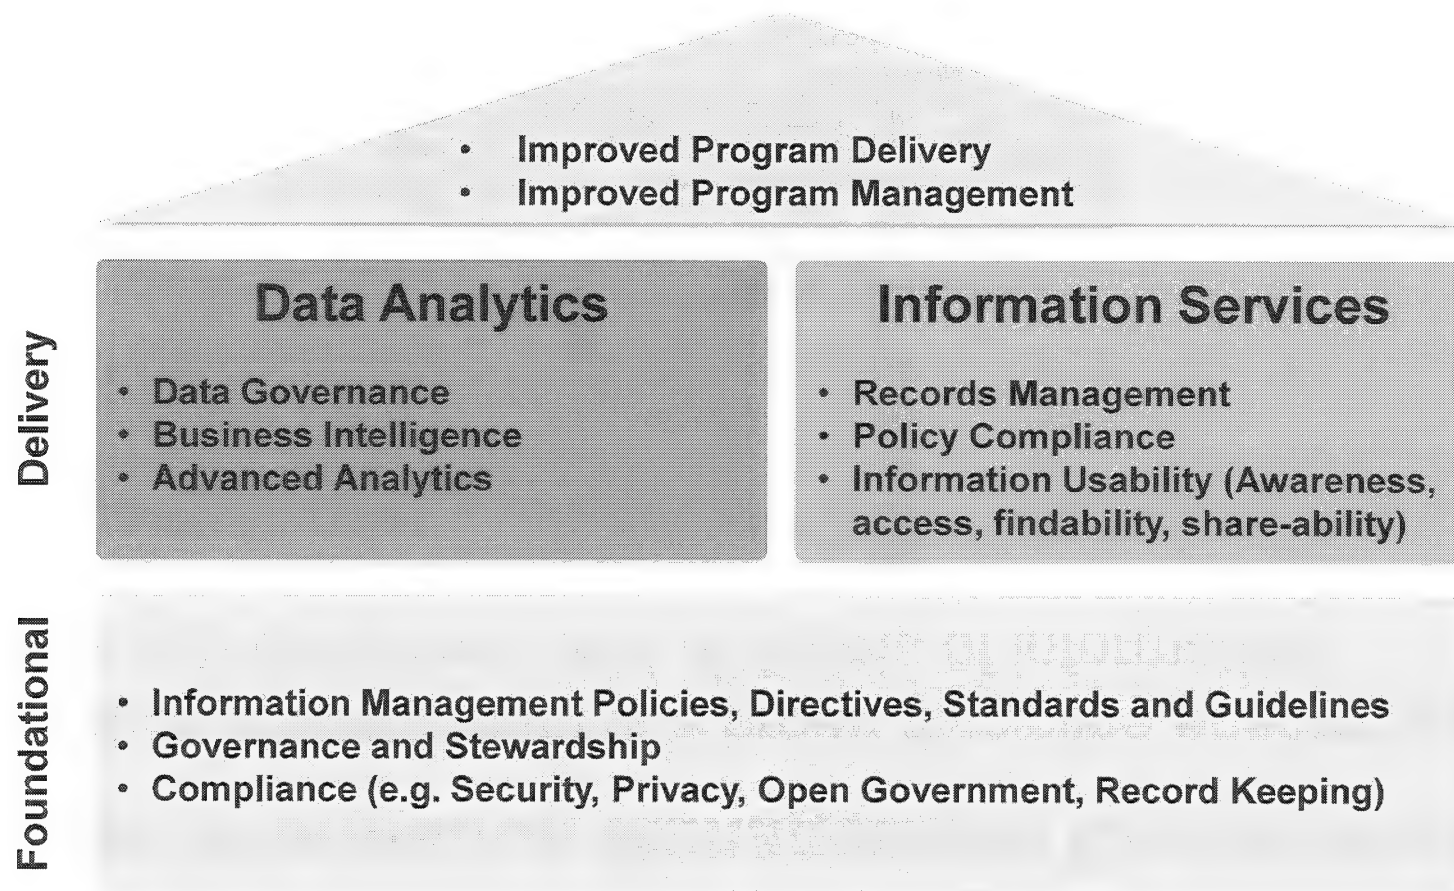 • Improved Program Delivery
• Improved Program Management
Delivery
Data Analytics
• Data Governance
• Business Intelligence
• Advanced Analytics
Information Services
• Records Management
• Policy Compliance
• Information Usability (Awareness,
access, findability, share-ability)
Foundational
• Information Management Policies, Directives, Standards and Guidelines
• Governance and Stewardship
• Compliance (e.g. Security, Privacy, Open Government, Record Keeping)